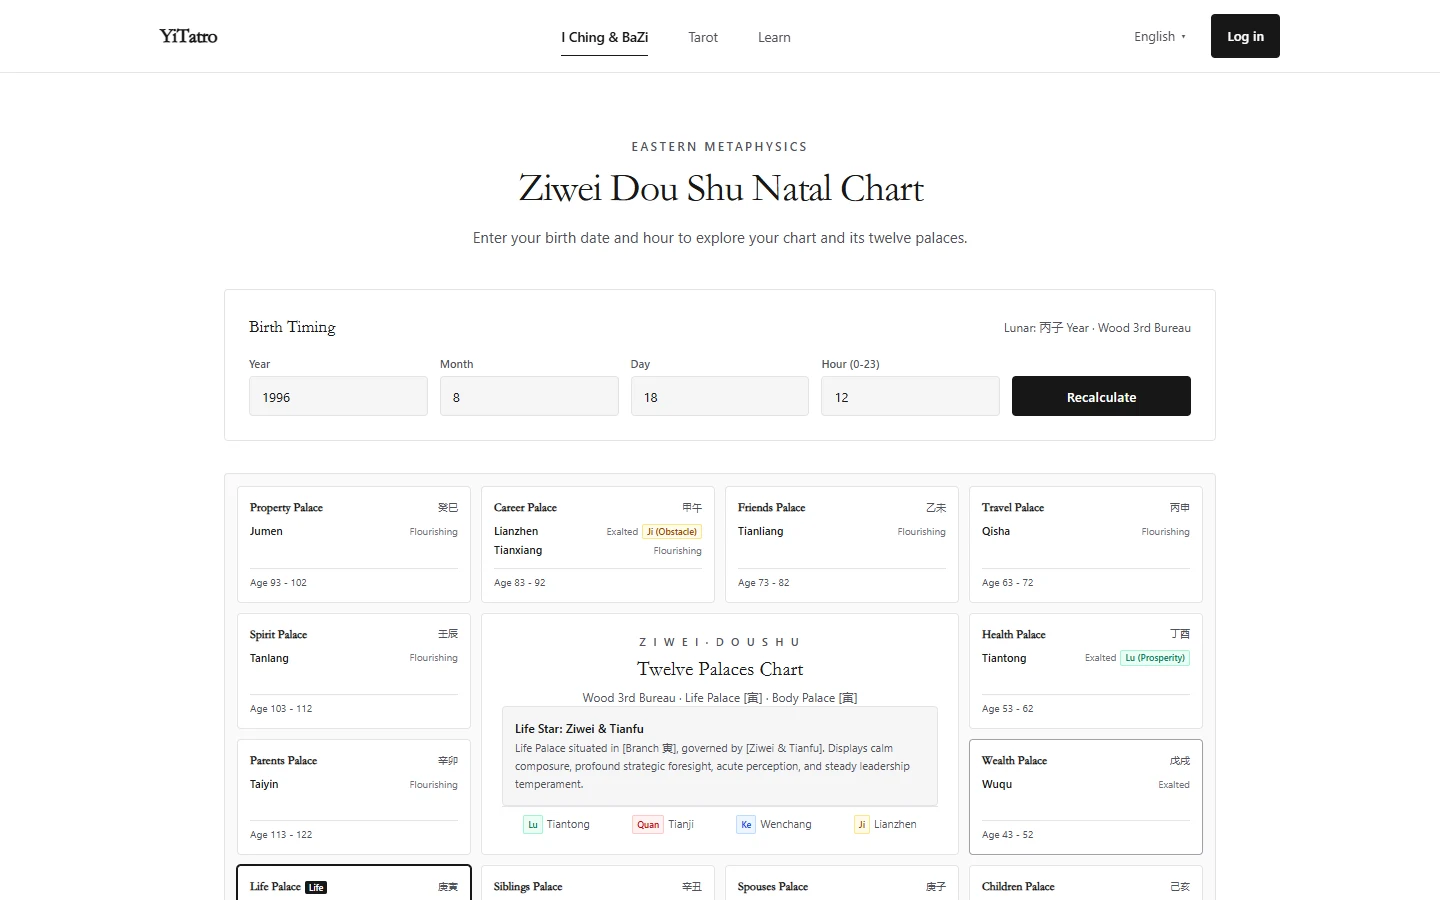 YiTatro
I Ching & BaZi
Tarot
Learn
English ▾
Log in
EASTERN METAPHYSICS
Ziwei Dou Shu Natal Chart
Enter your birth date and hour to explore your chart and its twelve palaces.
Birth Timing
Lunar: 丙子 Year · Wood 3rd Bureau
Year
Month
Day
Hour (0-23)
1996
8
18
12
Recalculate
Property Palace 癸巳
Jumen Flourishing
Age 93 - 102
Career Palace 甲午
Lianzhen Exalted Ji (Obstacle)
Tianxiang Flourishing
Age 83 - 92
Friends Palace 乙未
Tianliang Flourishing
Age 73 - 82
Travel Palace 丙申
Qisha Flourishing
Age 63 - 72
Spirit Palace 壬辰
Tanlang Flourishing
Age 103 - 112
ZIWEI·DOUSHU
Twelve Palaces Chart
Wood 3rd Bureau · Life Palace [寅] · Body Palace [寅]
Life Star: Ziwei & Tianfu
Life Palace situated in [Branch 寅], governed by [Ziwei & Tianfu]. Displays calm
composure, profound strategic foresight, acute perception, and steady leadership
temperament.
Lu Tiantong
Quan Tianji
Ke Wenchang
Ji Lianzhen
Health Palace 丁酉
Tiantong Exalted Lu (Prosperity)
Age 53 - 62
Parents Palace 辛卯
Taiyin Flourishing
Age 113 - 122
Wealth Palace 戊戌
Wuqu Exalted
Age 43 - 52
Life Palace Life 庚寅
Siblings Palace 辛丑
Spouses Palace 庚子
Children Palace 己亥